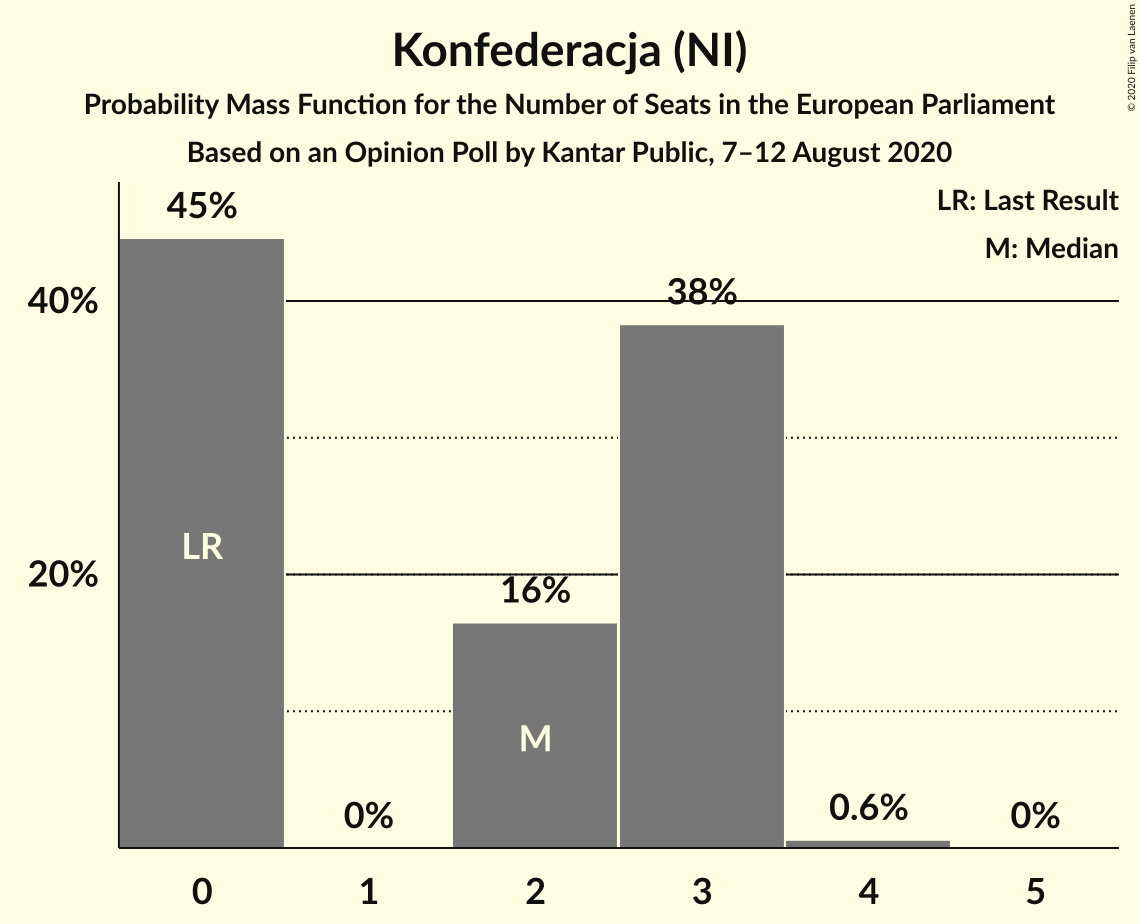 Konfederacja (NI)
Probability Mass Function for the Number of Seats in the European Parliament
Based on an Opinion Poll by Kantar Public, 7–12 August 2020
© 2020 Filip van Laenen
LR: Last Result
M: Median
45%
40%
38%
LR
20%
16%
M
0%
0.6%
0%
0
1
2
3
4
5